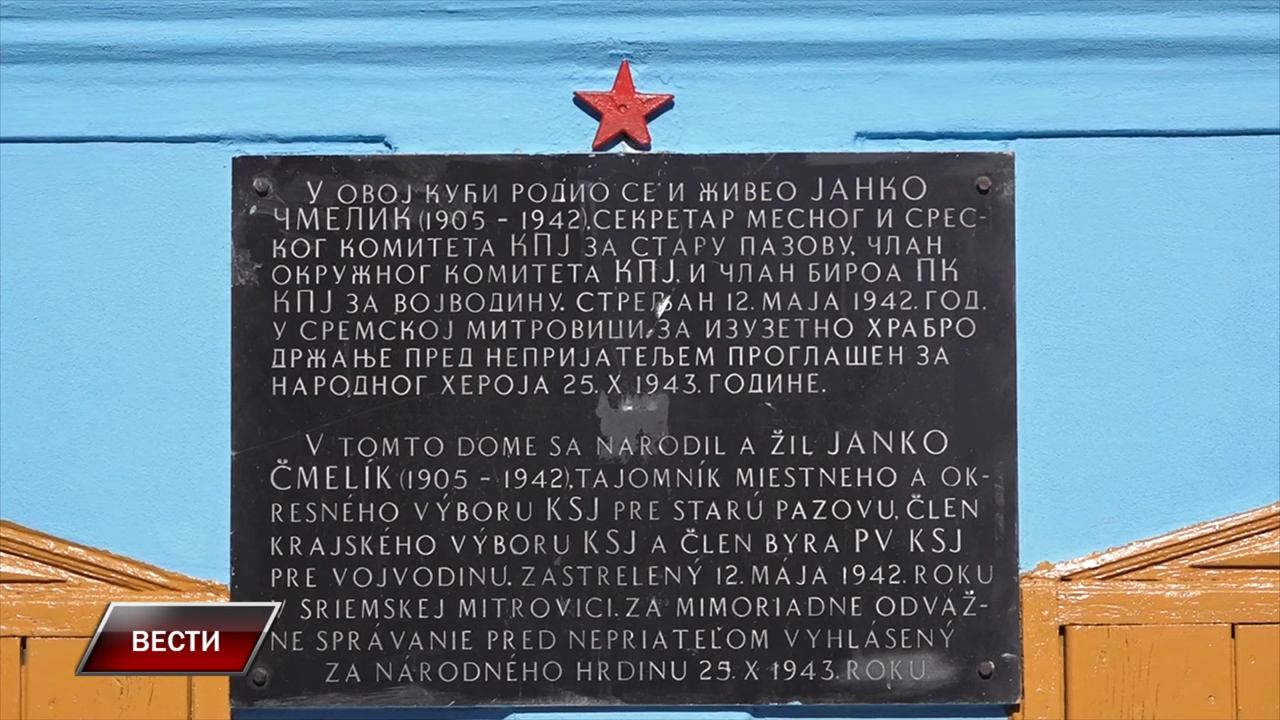 У ОВОЈ КУЋИ РОДИО СЕ И ЖИВЕО ЈАНКО
ЧМЕЛИК (1905 – 1942), СЕКРЕТАР МЕСНОГ И СРЕС-
КОГ КОМИТЕТА КПЈ ЗА СТАРУ ПАЗОВУ, ЧЛАН
ОКРУЖНОГ КОМИТЕТА КПЈ, И ЧЛАН БИРОА ПК
КПЈ ЗА ВОЈВОДИНУ. СТРЕЉАН 12. МАЈА 1942. ГОД.
У СРЕМСКОЈ МИТРОВИЦИ. ЗА ИЗУЗЕТНО ХРАБРО
ДРЖАЊЕ ПРЕД НЕПРИЈАТЕЉЕМ ПРОГЛАШЕН ЗА
НАРОДНОГ ХЕРОЈА 25. X 1943. ГОДИНЕ.
V TOMTO DOME SA NARODIL A ŽIL JANKO
ČMELÍK (1905 – 1942), TAJOMNÍK MIESTNEHO A OK-
RESNÉHO VÝBORU KSJ PRE STARÚ PAZOVU, ČLEN
KRAJSKÉHO VÝBORU KSJ A ČLEN BYRA PV KSJ
PRE VOJVODINU. ZASTRELENÝ 12. MÁJA 1942. ROKU
V SRIEMSKEJ MITROVICI. ZA MIMORIADNE ODVÁŽ-
NE SPRÁVANIE PRED NEPRIATEĽOM VYHLÁSENÝ
ZA NÁRODNÉHO HRDINU 25. X 1943. ROKU.
ВЕСТИ